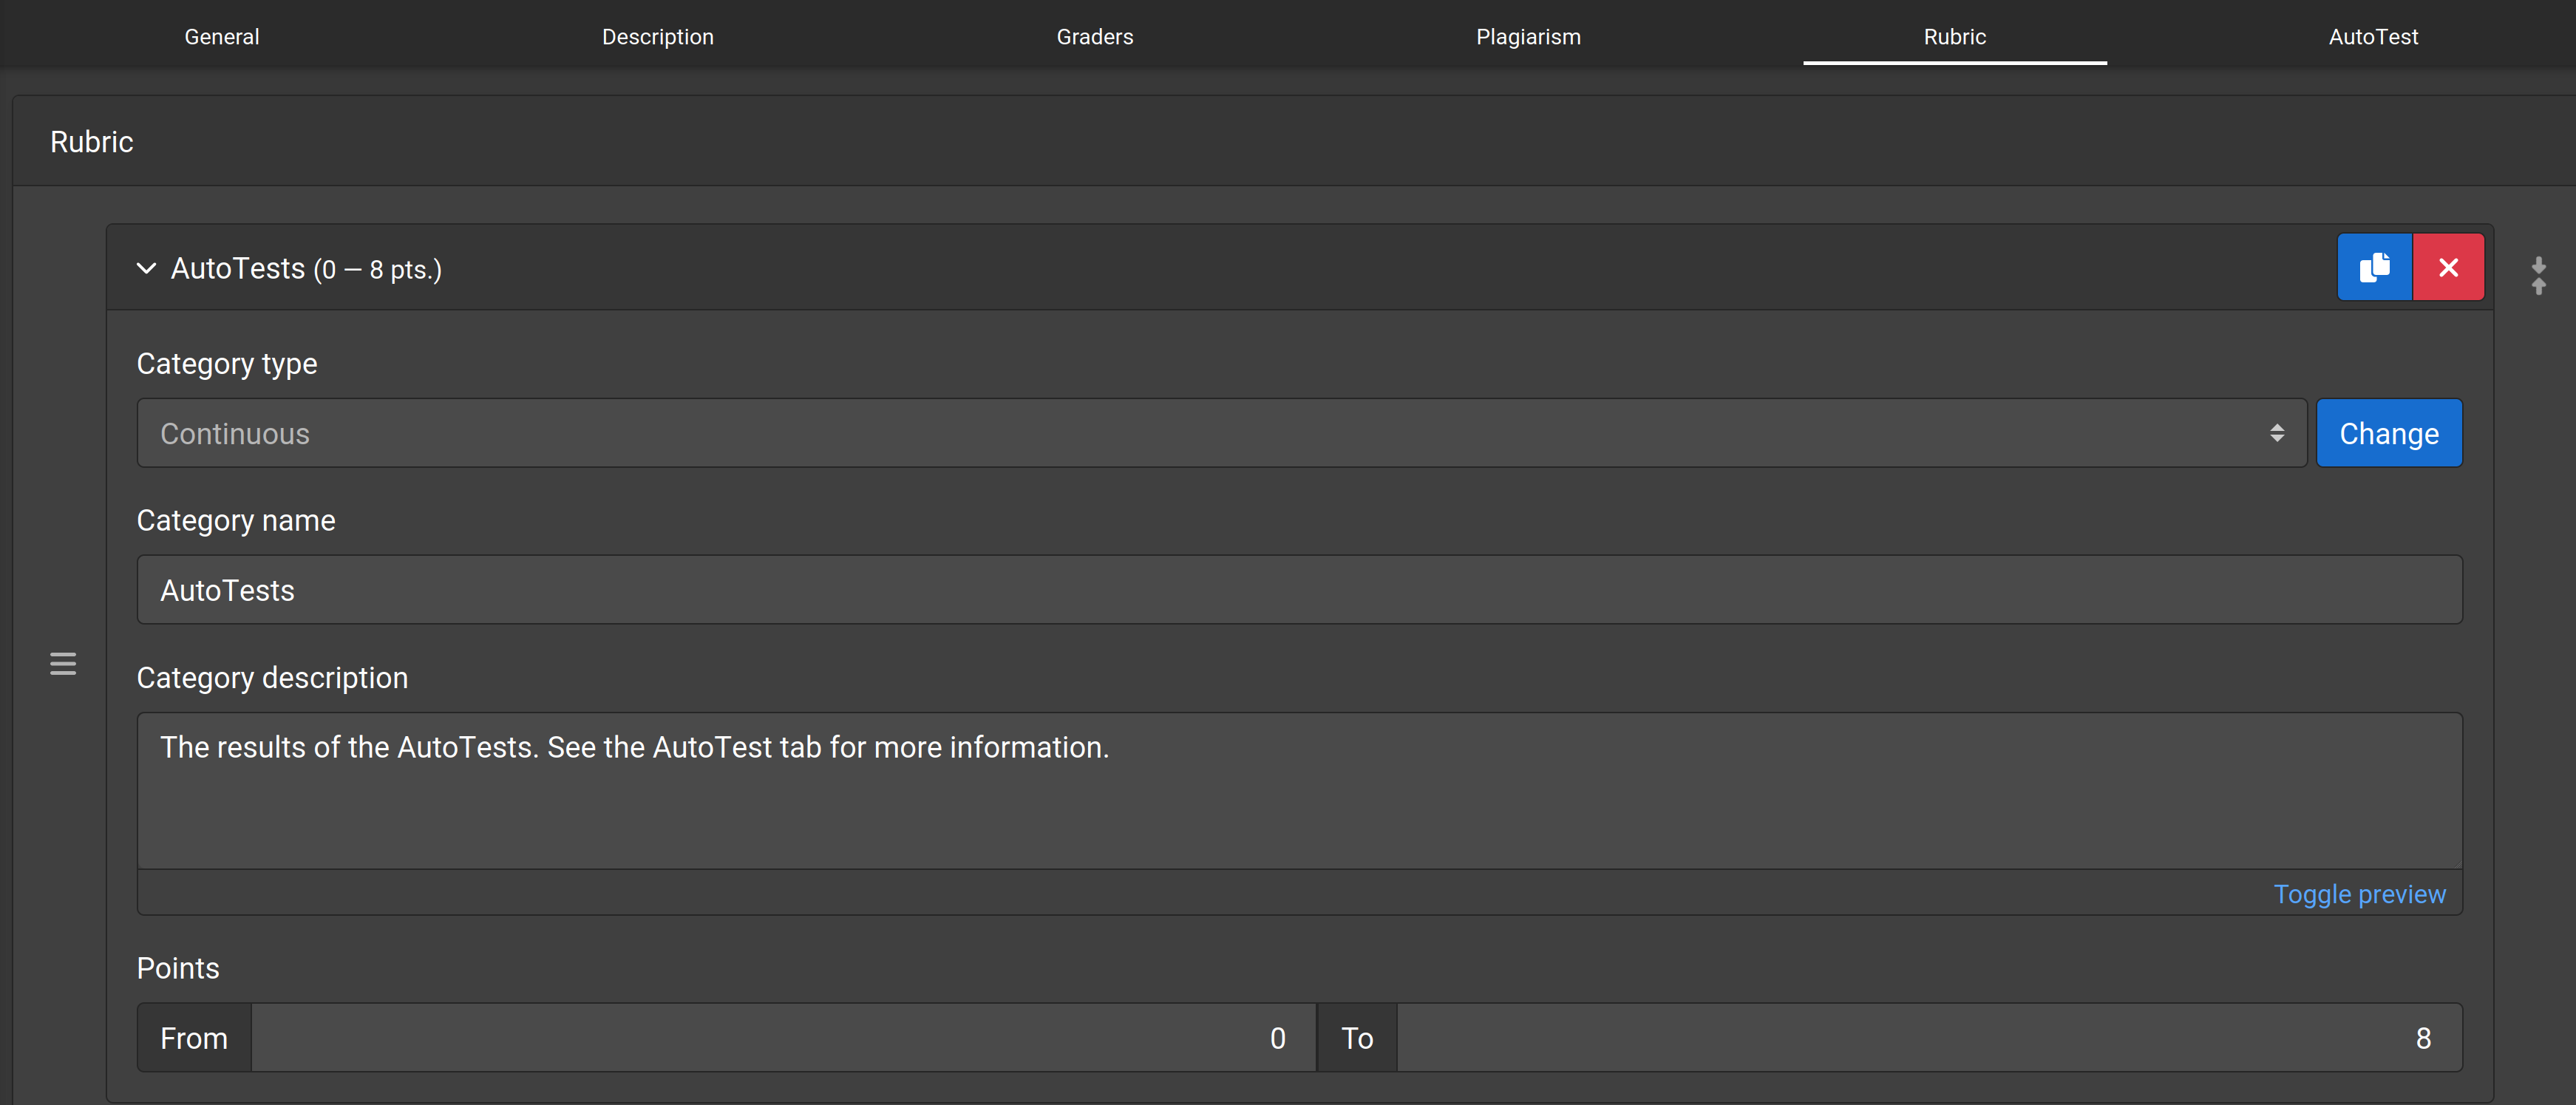 General Description Graders Plagiarism Rubric AutoTest
Rubric
AutoTests (0 — 8 pts.)
Category type
Continuous Change
Category name
AutoTests
Category description
The results of the AutoTests. See the AutoTest tab for more information.
Toggle preview
Points
From 0 To 8